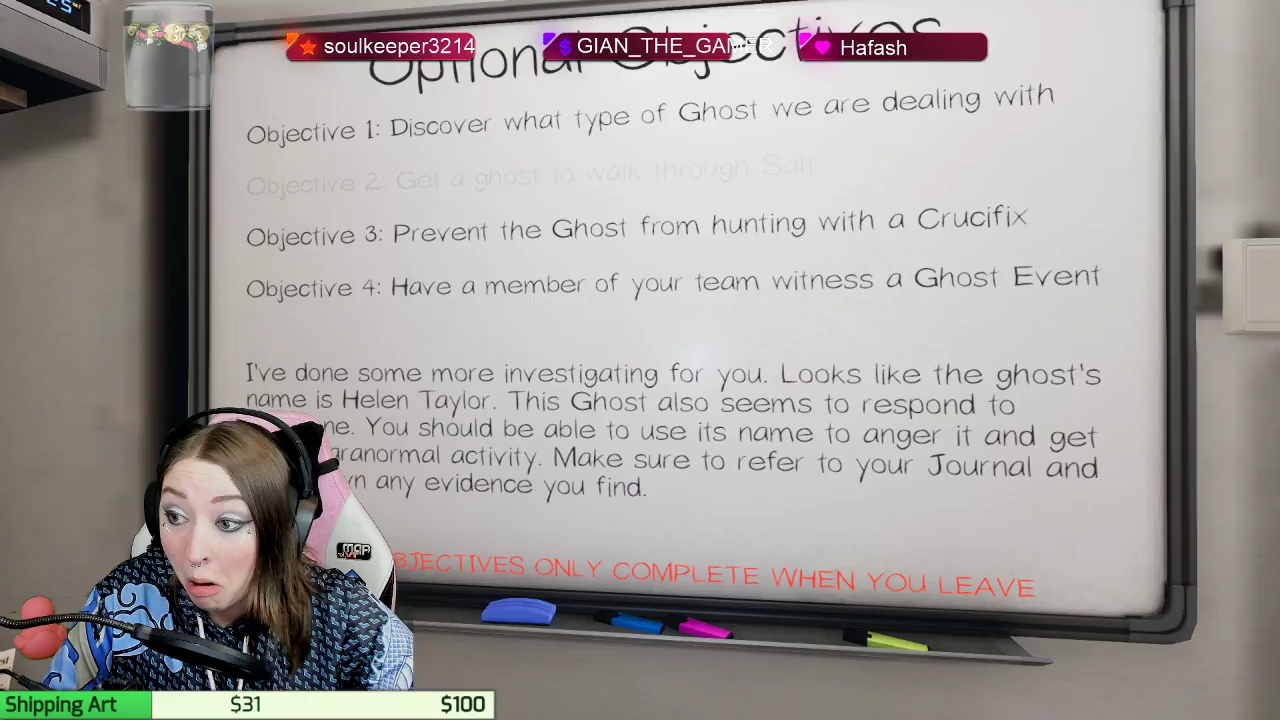 soulkeeper3214 GIAN_THE_GAMER Hafash
Optional Objectives
Objective 1: Discover what type of Ghost we are dealing with
Objective 2: Get a ghost to walk through Salt
Objective 3: Prevent the Ghost from hunting with a Crucifix
Objective 4: Have a member of your team witness a Ghost Event
I've done some more investigating for you. Looks like the ghost's
name is Helen Taylor. This Ghost also seems to respond to
You should be able to use its name to anger it and get
activity. Make sure to refer to your Journal and
any evidence you find.
ONLY COMPLETE WHEN YOU LEAVE
Shipping Art $31 $100